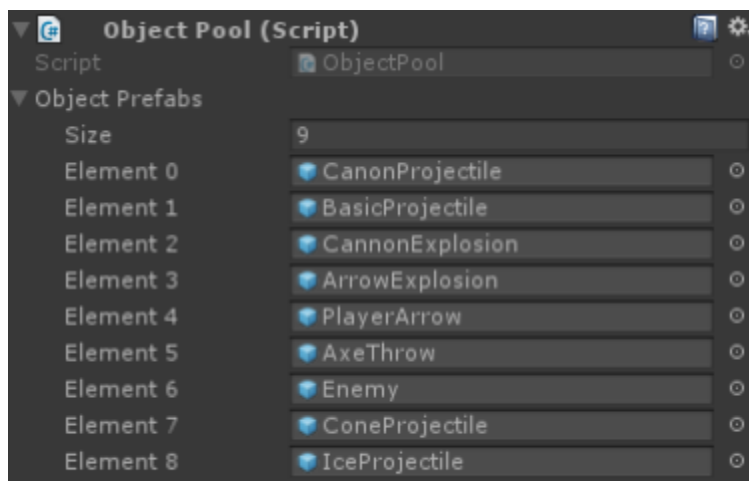 Object Pool (Script)
Script ObjectPool
Object Prefabs
Size 9
Element 0 CanonProjectile
Element 1 BasicProjectile
Element 2 CannonExplosion
Element 3 ArrowExplosion
Element 4 PlayerArrow
Element 5 AxeThrow
Element 6 Enemy
Element 7 ConeProjectile
Element 8 IceProjectile